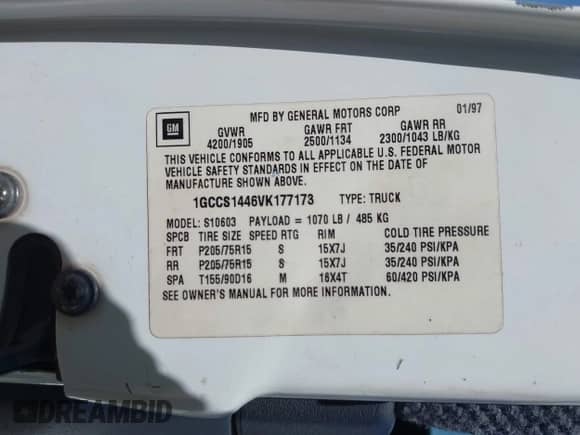 MFD BY GENERAL MOTORS CORP 01/97
GM
GVWR GAWR FRT GAWR RR
4200/1905 2500/1134 2300/1043 LB/KG
THIS VEHICLE CONFORMS TO ALL APPLICABLE U.S. FEDERAL MOTOR
VEHICLE SAFETY STANDARDS IN EFFECT ON THE DATE OF
MANUFACTURE SHOWN ABOVE.
1GCCS1446VK177173 TYPE: TRUCK
MODEL: S10603 PAYLOAD = 1070 LB/ 485 KG
SPCB TIRE SIZE SPEED RTG RIM COLD TIRE PRESSURE
FRT P205/75R15 S 15X7J 35/240 PSI/KPA
RR P205/75R15 S 15X7J 35/240 PSI/KPA
SPA T155/90D16 M 16X4T 60/420 PSI/KPA
SEE OWNER'S MANUAL FOR MORE INFORMATION.
DREAMBID